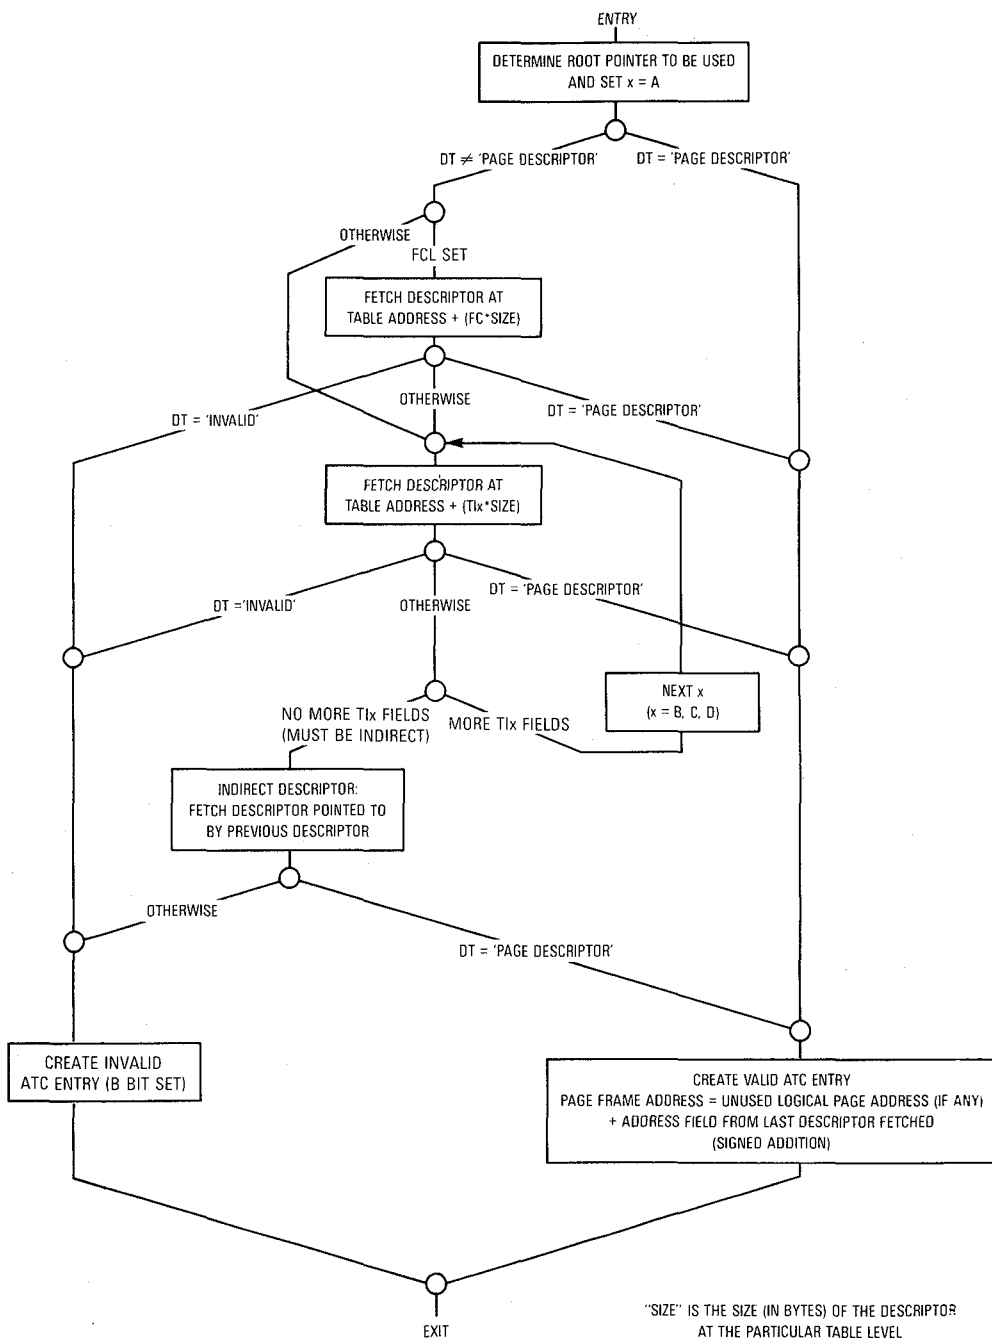 ENTRY
DETERMINE ROOT POINTER TO BE USED
AND SET x = A
DT ≠ 'PAGE DESCRIPTOR'
DT = 'PAGE DESCRIPTOR'
OTHERWISE
FCL SET
FETCH DESCRIPTOR AT
TABLE ADDRESS + (FC*SIZE)
OTHERWISE
DT = 'PAGE DESCRIPTOR'
DT = 'INVALID'
FETCH DESCRIPTOR AT
TABLE ADDRESS + (TIx*SIZE)
DT = 'PAGE DESCRIPTOR'
DT ='INVALID'
OTHERWISE
NEXT x
(x = B, C, D)
NO MORE TIx FIELDS
(MUST BE INDIRECT)
MORE TIx FIELDS
INDIRECT DESCRIPTOR:
FETCH DESCRIPTOR POINTED TO
BY PREVIOUS DESCRIPTOR
OTHERWISE
DT = 'PAGE DESCRIPTOR'
CREATE INVALID
ATC ENTRY (B BIT SET)
CREATE VALID ATC ENTRY
PAGE FRAME ADDRESS = UNUSED LOGICAL PAGE ADDRESS (IF ANY)
+ ADDRESS FIELD FROM LAST DESCRIPTOR FETCHED
(SIGNED ADDITION)
EXIT
"SIZE" IS THE SIZE (IN BYTES) OF THE DESCRIPTOR
AT THE PARTICULAR TABLE LEVEL